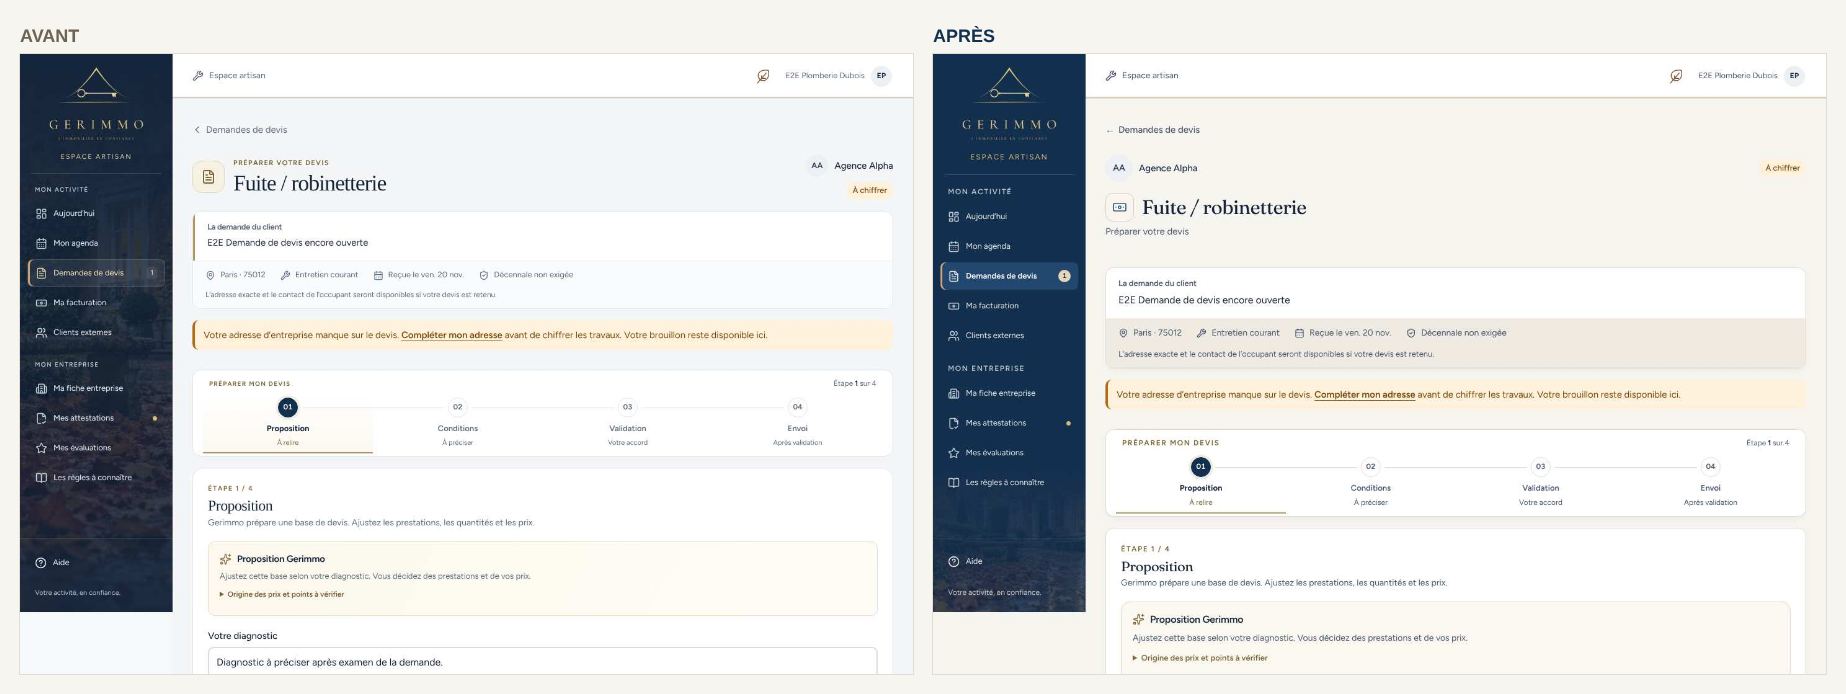 AVANT
GERIMMO
L'IMMOBILIER EN CONFIANCE
ESPACE ARTISAN
MON ACTIVITÉ
Aujourd'hui
Mon agenda
Demandes de devis 1
Ma facturation
Clients externes
MON ENTREPRISE
Ma fiche entreprise
Mes attestations
Mes évaluations
Les règles à connaître
Aide
Votre activité, en confiance.
Espace artisan
E2E Plomberie Dubois EP
Demandes de devis
PRÉPARER VOTRE DEVIS
Fuite / robinetterie
AA Agence Alpha
À chiffrer
La demande du client
E2E Demande de devis encore ouverte
Paris · 75012 Entretien courant Reçue le ven. 20 nov. Décennale non exigée
L'adresse exacte et le contact de l'occupant seront disponibles si votre devis est retenu.
Votre adresse d'entreprise manque sur le devis. Compléter mon adresse avant de chiffrer les travaux. Votre brouillon reste disponible ici.
PRÉPARER MON DEVIS
Étape 1 sur 4
01 02 03 04
Proposition Conditions Validation Envoi
À relire À préciser Votre accord Après validation
ÉTAPE 1 / 4
Proposition
Gerimmo prépare une base de devis. Ajustez les prestations, les quantités et les prix.
Proposition Gerimmo
Ajustez cette base selon votre diagnostic. Vous décidez des prestations et de vos prix.
▶ Origine des prix et points à vérifier
Votre diagnostic
Diagnostic à préciser après examen de la demande.
APRÈS
GERIMMO
L'IMMOBILIER EN CONFIANCE
ESPACE ARTISAN
MON ACTIVITÉ
Aujourd'hui
Mon agenda
Demandes de devis 1
Ma facturation
Clients externes
MON ENTREPRISE
Ma fiche entreprise
Mes attestations
Mes évaluations
Les règles à connaître
Aide
Votre activité, en confiance.
Espace artisan
E2E Plomberie Dubois EP
← Demandes de devis
AA Agence Alpha
À chiffrer
Fuite / robinetterie
Préparer votre devis
La demande du client
E2E Demande de devis encore ouverte
Paris · 75012 Entretien courant Reçue le ven. 20 nov. Décennale non exigée
L'adresse exacte et le contact de l'occupant seront disponibles si votre devis est retenu.
Votre adresse d'entreprise manque sur le devis. Compléter mon adresse avant de chiffrer les travaux. Votre brouillon reste disponible ici.
PRÉPARER MON DEVIS
Étape 1 sur 4
01 02 03 04
Proposition Conditions Validation Envoi
À relire À préciser Votre accord Après validation
ÉTAPE 1 / 4
Proposition
Gerimmo prépare une base de devis. Ajustez les prestations, les quantités et les prix.
Proposition Gerimmo
Ajustez cette base selon votre diagnostic. Vous décidez des prestations et de vos prix.
▶ Origine des prix et points à vérifier